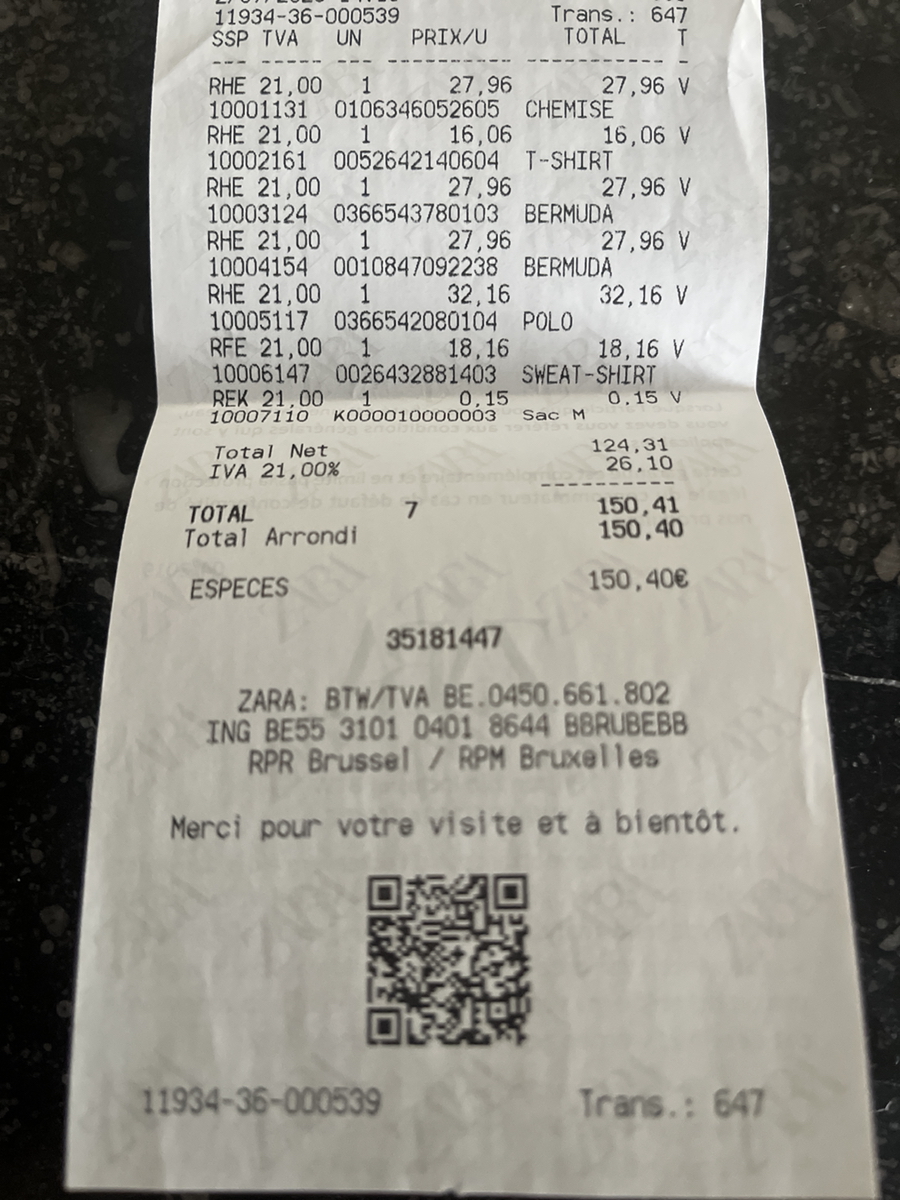 11934-36-000539 Trans.: 647
SSP TVA UN PRIX/U TOTAL T
--- ---- --- ---------- ----------- -
RHE 21,00 1 27,96 27,96 V
10001131 0106346052605 CHEMISE
RHE 21,00 1 16,06 16,06 V
10002161 0052642140604 T-SHIRT
RHE 21,00 1 27,96 27,96 V
10003124 0366543780103 BERMUDA
RHE 21,00 1 27,96 27,96 V
10004154 0010847092238 BERMUDA
RHE 21,00 1 32,16 32,16 V
10005117 0366542080104 POLO
RFE 21,00 1 18,16 18,16 V
10006147 0026432881403 SWEAT-SHIRT
REK 21,00 1 0,15 0,15 V
10007110 K000010000003 Sac M
Total Net 124,31
IVA 21,00% 26,10
----------
TOTAL 7 150,41
Total Arrondi 150,40
ESPECES 150,40€
35181447
ZARA: BTW/TVA BE.0450.661.802
ING BE55 3101 0401 8644 BBRUBEBB
RPR Brussel / RPM Bruxelles
Merci pour votre visite et à bientôt.
11934-36-000539 Trans.: 647